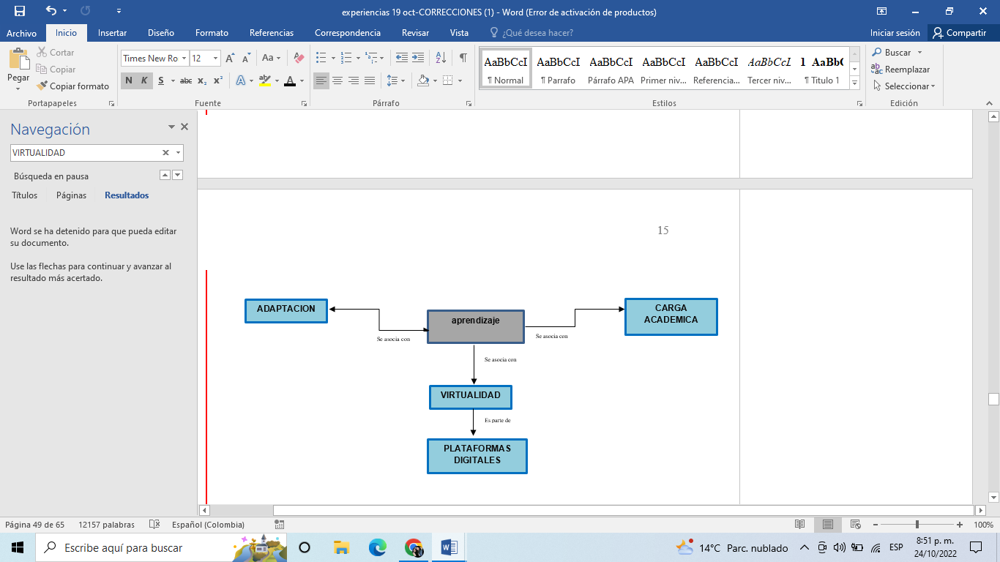 experiencias 19 oct-CORRECCIONES (1) - Word (Error de activación de productos)
Archivo Inicio Insertar Diseño Formato Referencias Correspondencia Revisar Vista ¿Qué desea hacer? Iniciar sesión Compartir
Pegar
Cortar
Copiar
Copiar formato
Portapapeles
Times New Ro 12
N K S abc x₂ x²
Fuente
Párrafo
AaBbCcI AaBbCcI AaBbCcI AaBbCcI AaBbCcI AaBbCcL 1 AaBbC
¶ Normal ¶ Parrafo Párrafo APA Primer niv... Referencia... Tercer niv... ¶ Titulo 1
Estilos
Buscar
Reemplazar
Seleccionar
Edición
Navegación
VIRTUALIDAD
Búsqueda en pausa
Títulos Páginas Resultados
Word se ha detenido para que pueda editar
su documento.
Use las flechas para continuar y avanzar al
resultado más acertado.
15
ADAPTACION
Se asocia con
aprendizaje
Se asocia con
CARGA
ACADEMICA
Se asocia con
VIRTUALIDAD
Es parte de
PLATAFORMAS
DIGITALES
Página 49 de 65 12157 palabras Español (Colombia) 100%
Escribe aquí para buscar
14°C Parc. nublado
ESP
8:51 p. m.
24/10/2022